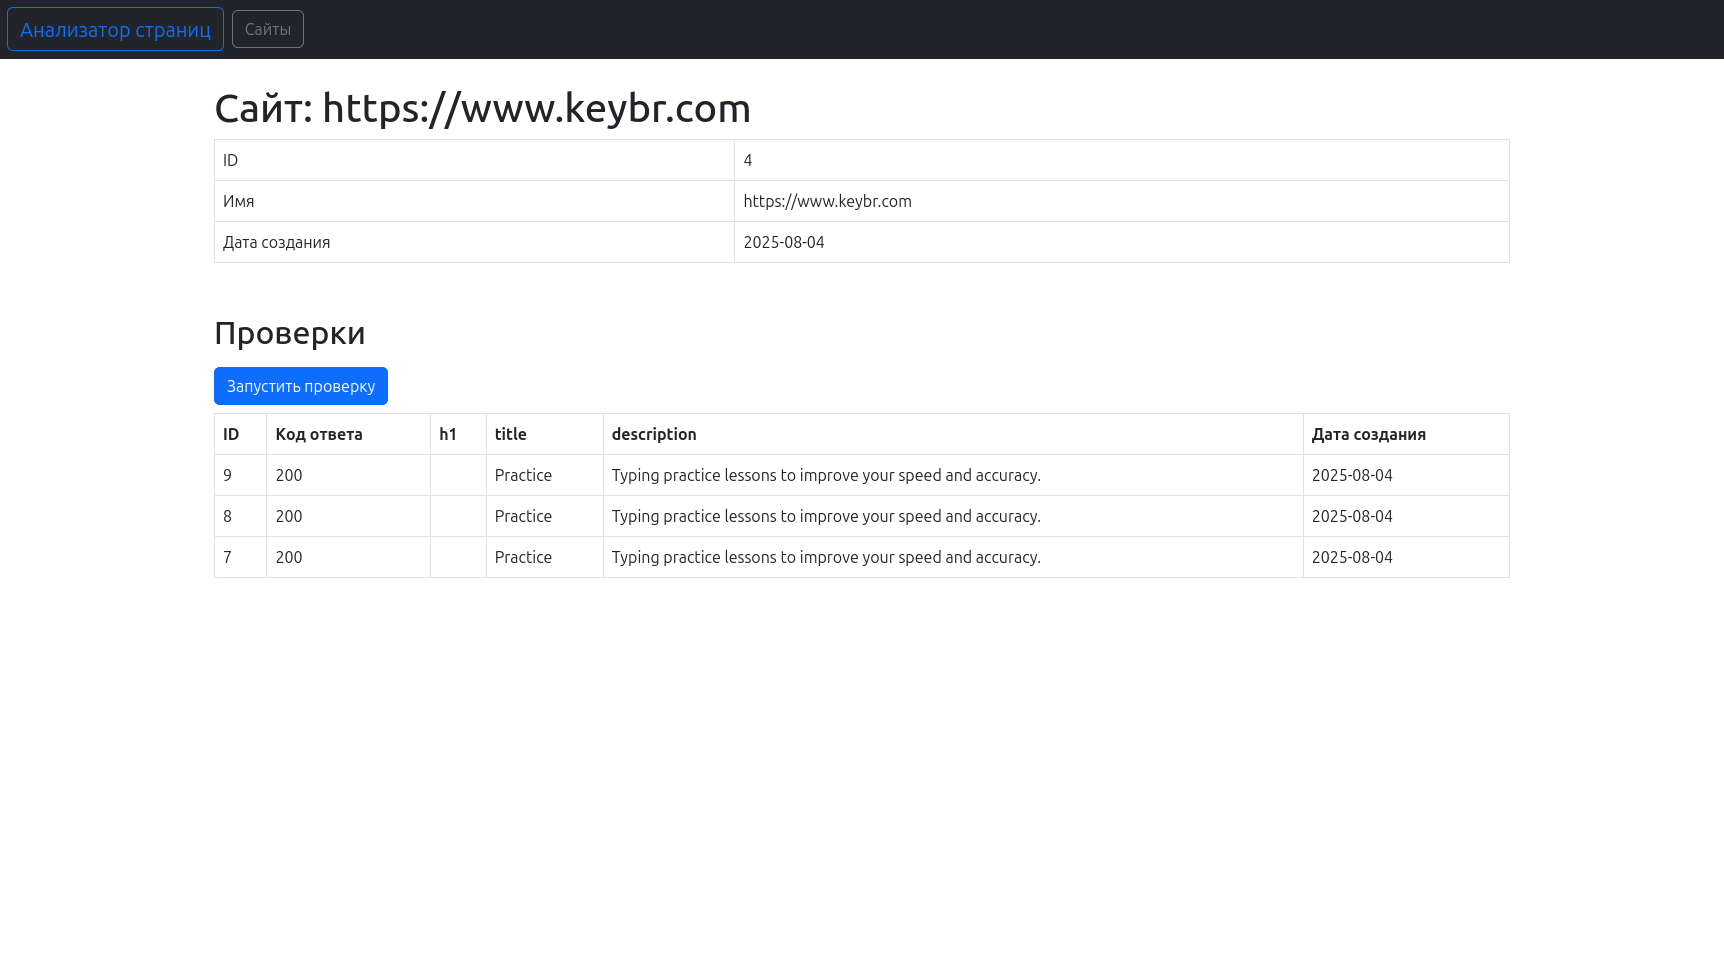 Анализатор страниц Сайты
Сайт: https://www.keybr.com
ID 4
Имя https://www.keybr.com
Дата создания 2025-08-04
Проверки
Запустить проверку
ID Код ответа h1 title description Дата создания
9 200 Practice Typing practice lessons to improve your speed and accuracy. 2025-08-04
8 200 Practice Typing practice lessons to improve your speed and accuracy. 2025-08-04
7 200 Practice Typing practice lessons to improve your speed and accuracy. 2025-08-04